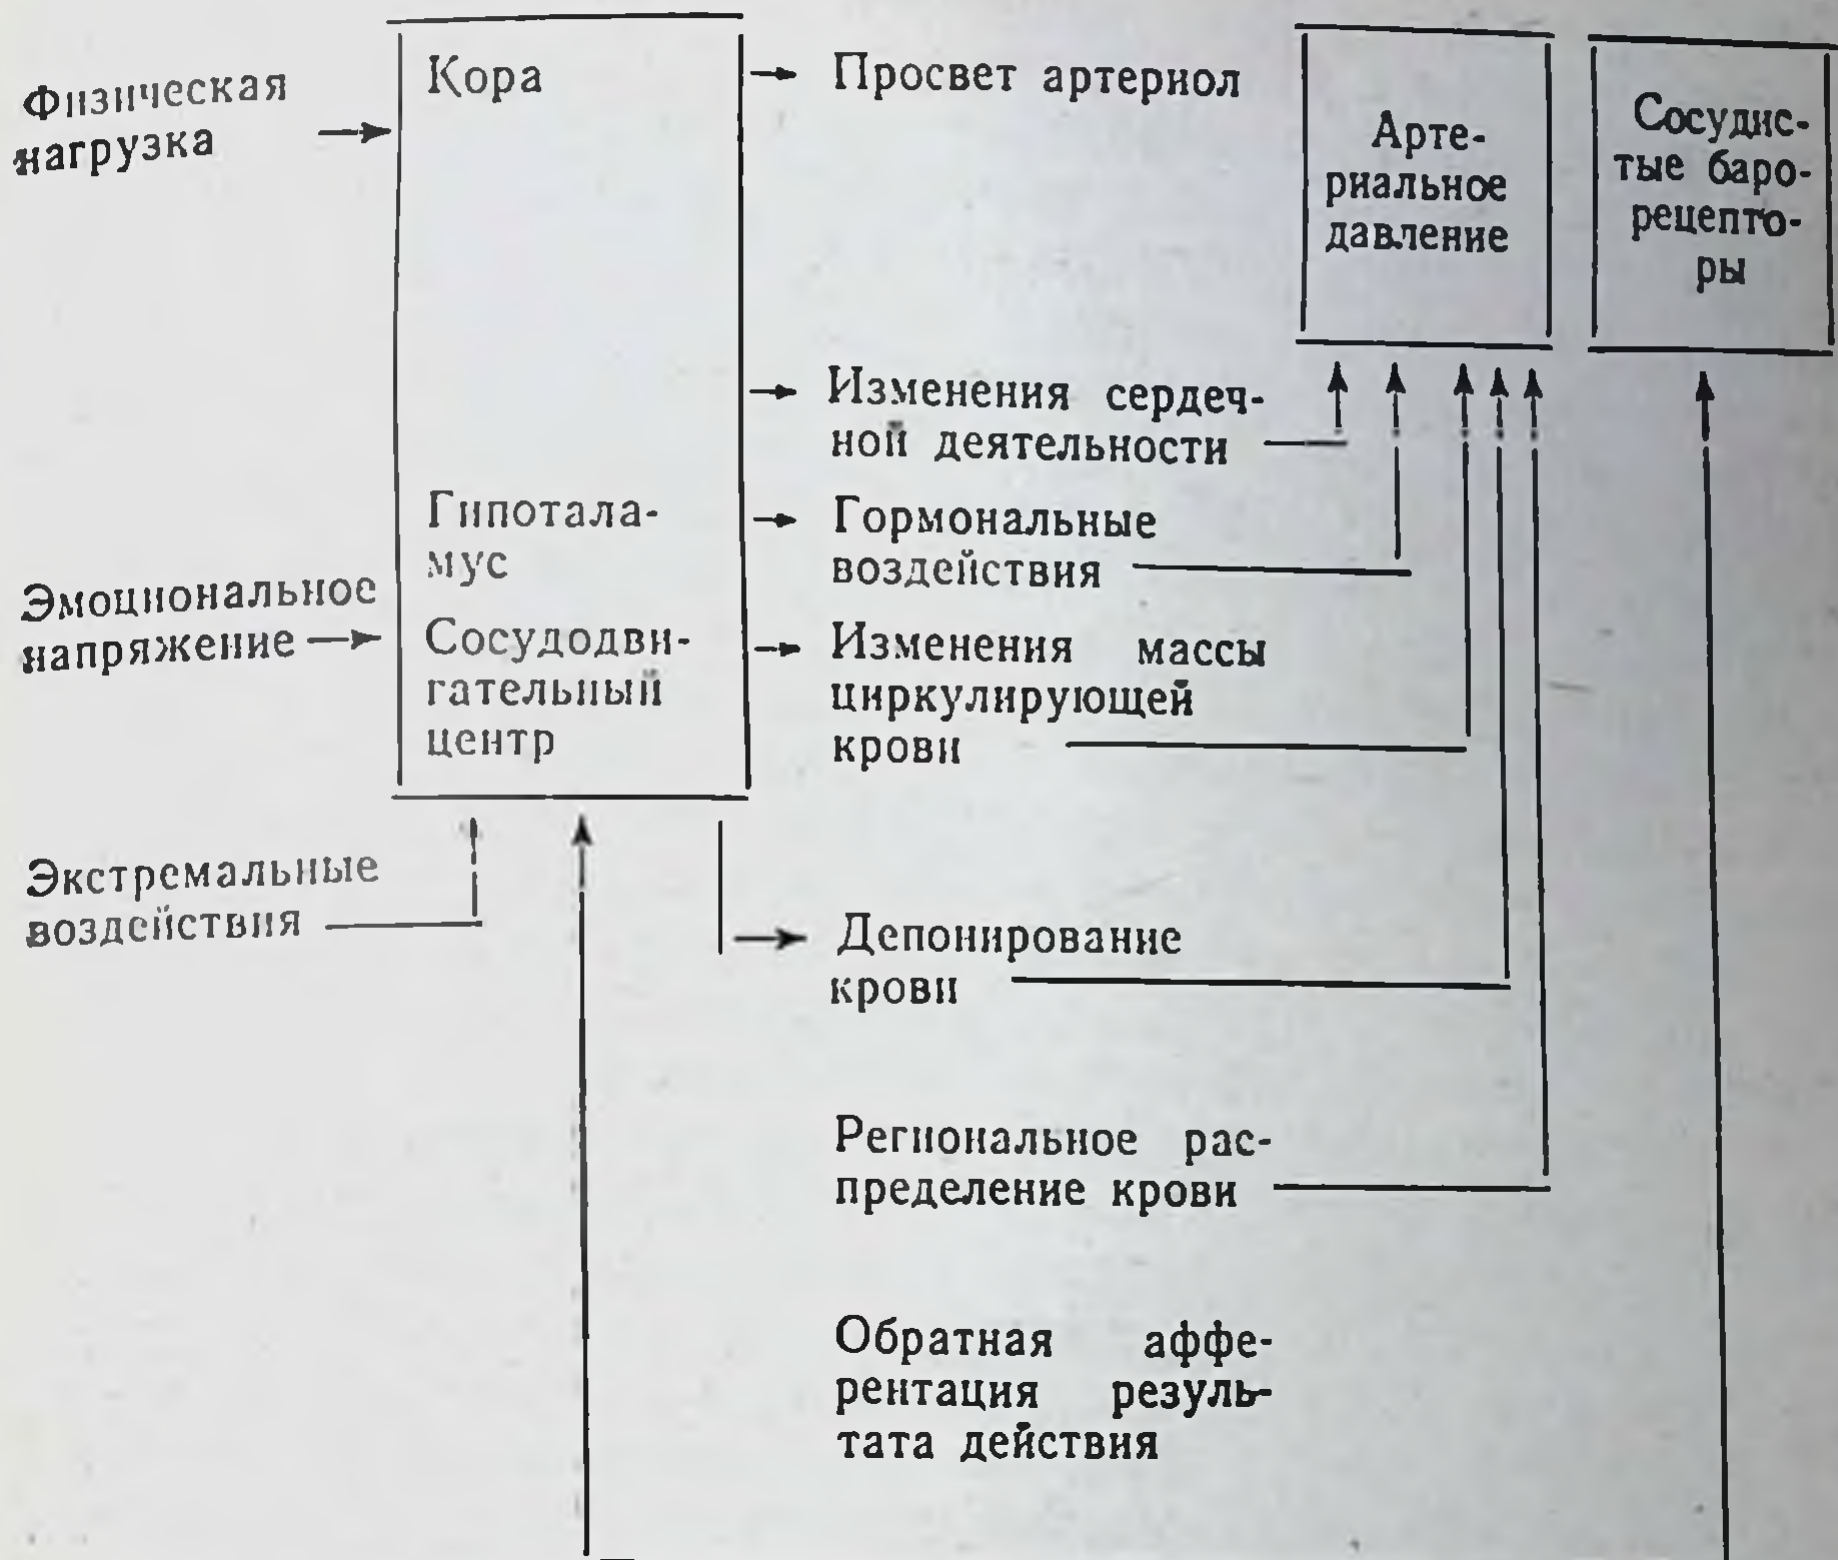 Физическая
нагрузка
Кора
Просвет артериол
Арте-
риальное
давление
Сосудис-
тые баро-
рецепто-
ры
Изменения сердеч-
ной деятельности
Гипотала-
мус
Гормональные
воздействия
Эмоциональное
напряжение
Сосудодви-
гательный
центр
Изменения массы
циркулирующей
крови
Экстремальные
воздействия
Депонирование
крови
Региональное рас-
пределение крови
Обратная аффе-
рентация резуль-
тата действия